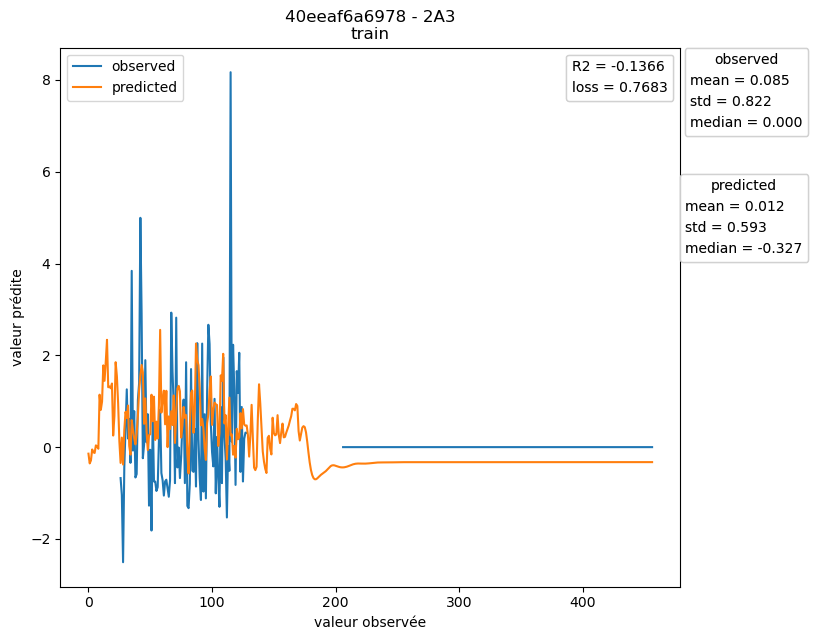 40eeaf6a6978 - 2A3
train
observed
predicted
R2 = -0.1366
loss = 0.7683
observed
mean = 0.085
std = 0.822
median = 0.000
predicted
mean = 0.012
std = 0.593
median = -0.327
valeur prédite
8
6
4
2
0
−2
0
100
200
300
400
valeur observée